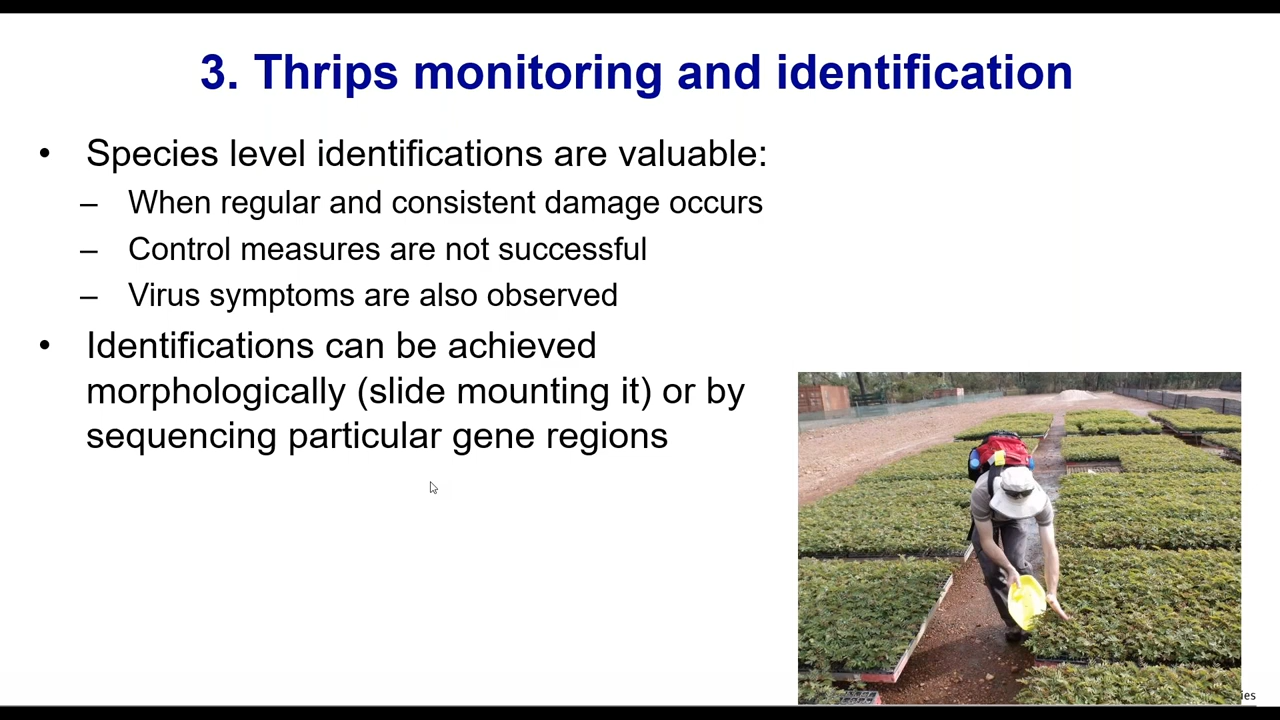 3. Thrips monitoring and identification
• Species level identifications are valuable:
– When regular and consistent damage occurs
– Control measures are not successful
– Virus symptoms are also observed
• Identifications can be achieved
morphologically (slide mounting it) or by
sequencing particular gene regions